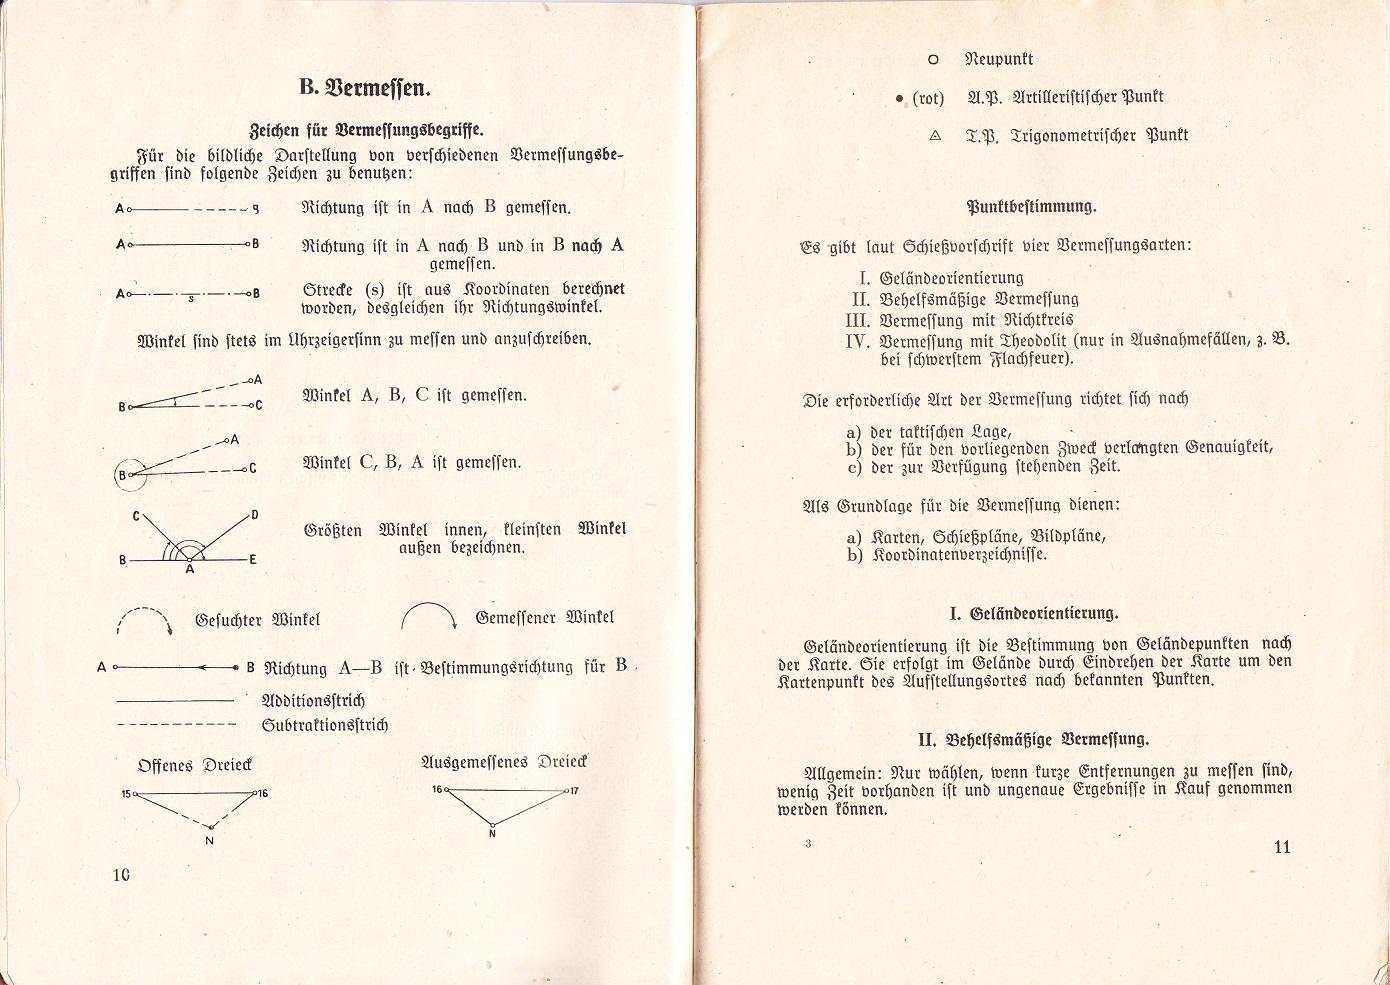 B. Vermessen.
Zeichen für Vermessungsbegriffe.
Für die bildliche Darstellung von verschiedenen Vermessungsbe-
griffen sind folgende Zeichen zu benutzen:
A
Richtung ist in A nach B gemessen.
A B
Richtung ist in A nach B und in B nach A
gemessen.
A s B
Strecke (s) ist aus Koordinaten berechnet
worden, desgleichen ihr Richtungswinkel.
Winkel sind stets im Uhrzeigersinn zu messen und anzuschreiben.
A
B C
Winkel A, B, C ist gemessen.
A
B C
Winkel C, B, A ist gemessen.
C D
B E
A
Größten Winkel innen, kleinsten Winkel
außen bezeichnen.
Gesuchter Winkel
Gemessener Winkel
A B Richtung A—B ist Bestimmungsrichtung für B.
Additionsstrich
Subtraktionsstrich
Offenes Dreieck
15 16
N
Ausgemessenes Dreieck
16 17
N
10
Neupunkt
(rot) A.P. Artilleristischer Punkt
T.P. Trigonometrischer Punkt
Punktbestimmung.
Es gibt laut Schießvorschrift vier Vermessungsarten:
I. Geländeorientierung
II. Behelfsmäßige Vermessung
III. Vermessung mit Richtkreis
IV. Vermessung mit Theodolit (nur in Ausnahmefällen, z. B.
bei schwerstem Flachfeuer).
Die erforderliche Art der Vermessung richtet sich nach
a) der taktischen Lage,
b) der für den vorliegenden Zweck verlangten Genauigkeit,
c) der zur Verfügung stehenden Zeit.
Als Grundlage für die Vermessung dienen:
a) Karten, Schießpläne, Bildpläne,
b) Koordinatenverzeichnisse.
I. Geländeorientierung.
Geländeorientierung ist die Bestimmung von Geländepunkten nach
der Karte. Sie erfolgt im Gelände durch Eindrehen der Karte um den
Kartenpunkt des Aufstellungsortes nach bekannten Punkten.
II. Behelfsmäßige Vermessung.
Allgemein: Nur wählen, wenn kurze Entfernungen zu messen sind,
wenig Zeit vorhanden ist und ungenaue Ergebnisse in Kauf genommen
werden können.
3
11